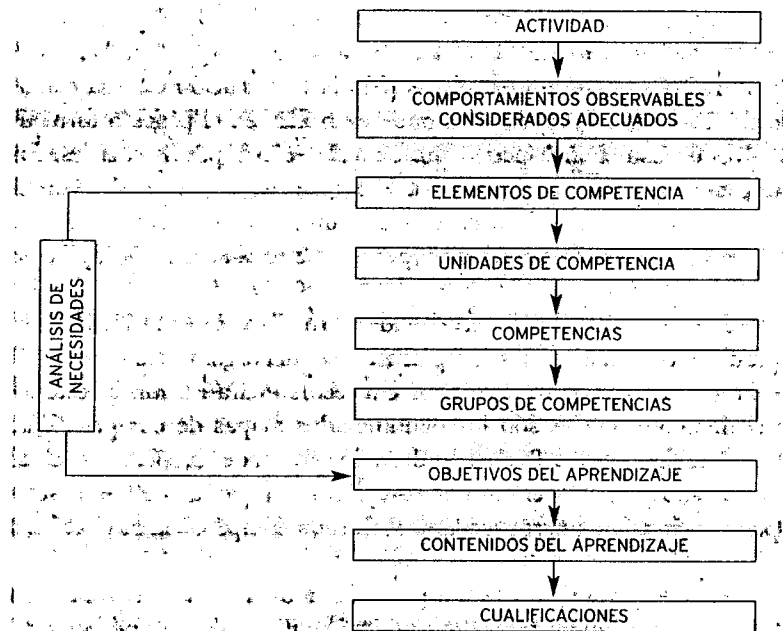 ACTIVIDAD
COMPORTAMIENTOS OBSERVABLES
CONSIDERADOS ADECUADOS
ELEMENTOS DE COMPETENCIA
UNIDADES DE COMPETENCIA
COMPETENCIAS
GRUPOS DE COMPETENCIAS
ANÁLISIS DE
NECESIDADES
OBJETIVOS DEL APRENDIZAJE
CONTENIDOS DEL APRENDIZAJE
CUALIFICACIONES